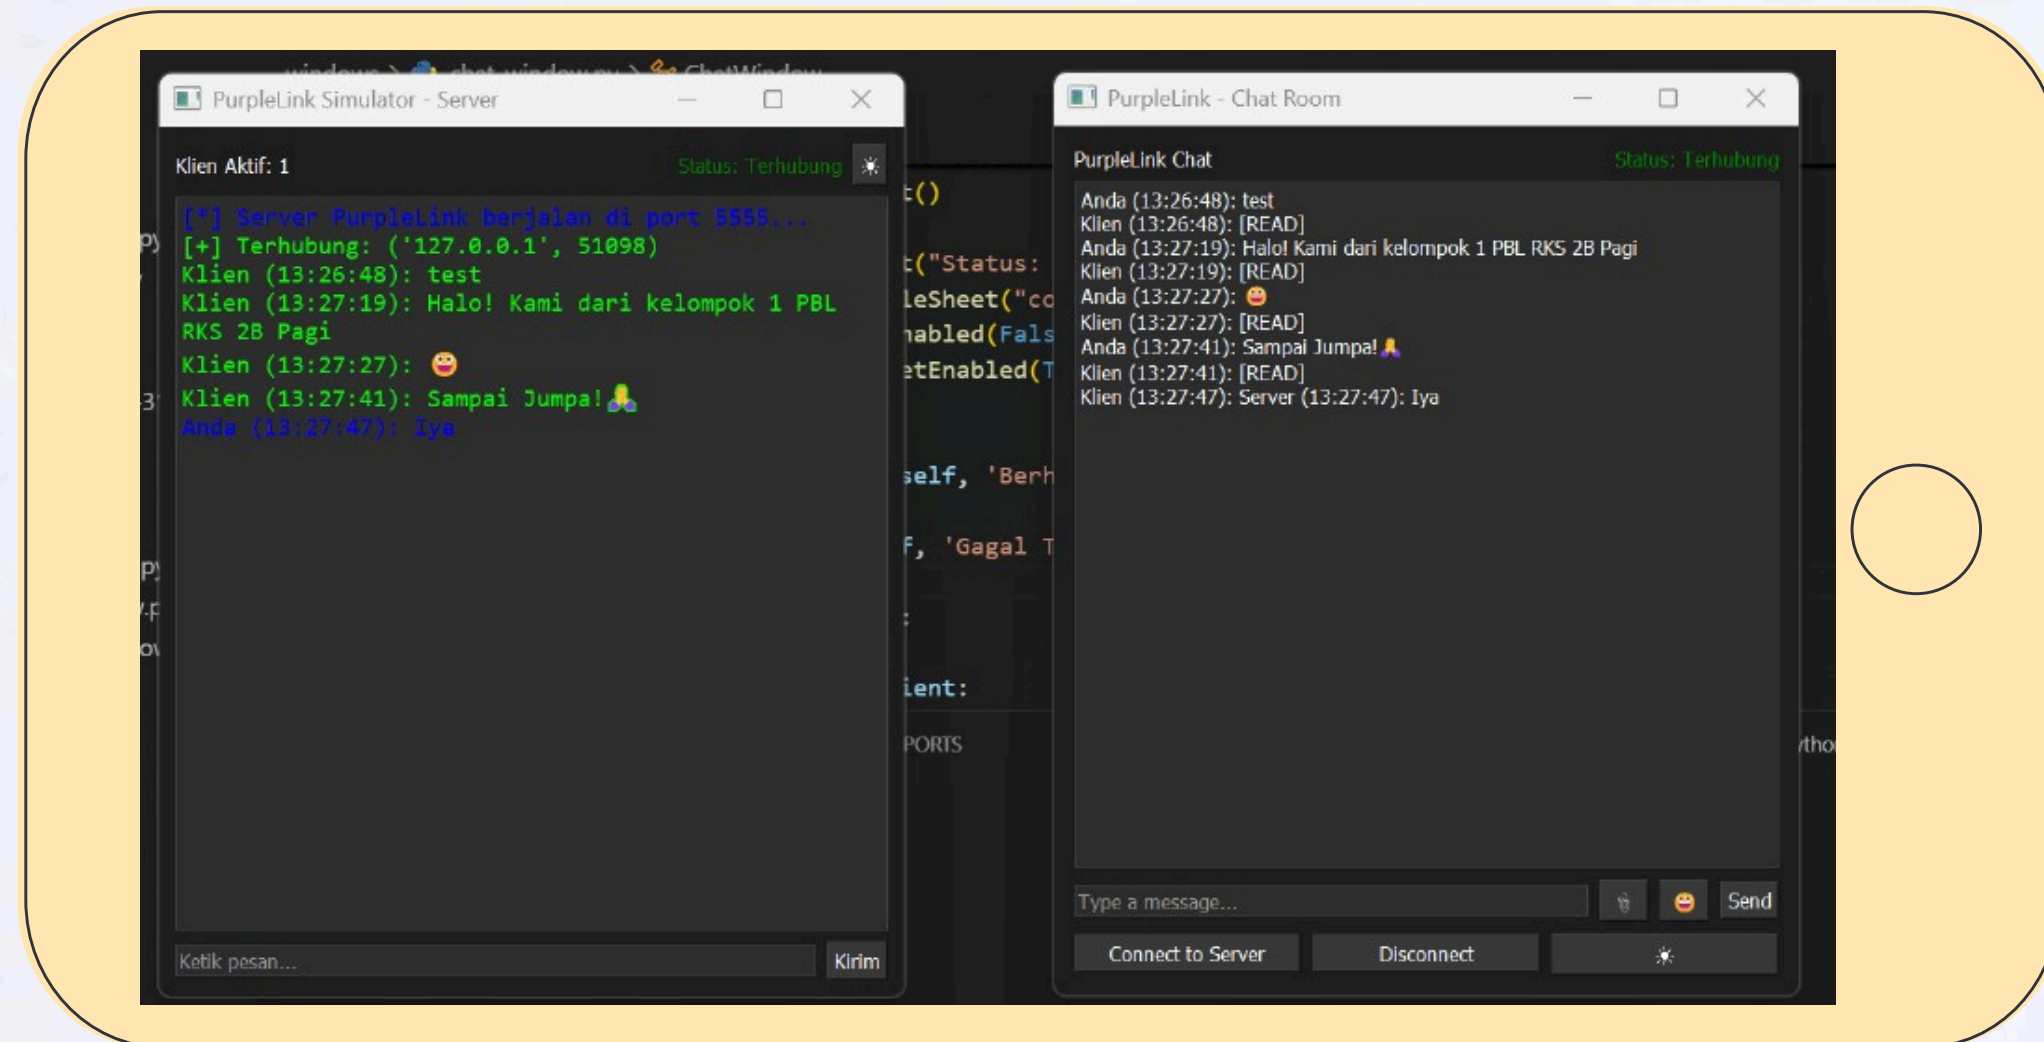 windows > chat_window.py > ChatWindow
PurpleLink Simulator - Server
Klien Aktif: 1
Status: Terhubung
[*] Server PurpleLink berjalan di port 5555...
[+] Terhubung: ('127.0.0.1', 51098)
Klien (13:26:48): test
Klien (13:27:19): Halo! Kami dari kelompok 1 PBL
RKS 2B Pagi
Klien (13:27:27): 😀
Klien (13:27:41): Sampai Jumpa!🙏
Anda (13:27:47): Iya
Ketik pesan...
Kirim
t()
t("Status:
leSheet("co
nabled(Fals
etEnabled(T
self, 'Berh
f, 'Gagal T
:
ient:
PORTS
PurpleLink - Chat Room
PurpleLink Chat
Status: Terhubung
Anda (13:26:48): test
Klien (13:26:48): [READ]
Anda (13:27:19): Halo! Kami dari kelompok 1 PBL RKS 2B Pagi
Klien (13:27:19): [READ]
Anda (13:27:27): 😀
Klien (13:27:27): [READ]
Anda (13:27:41): Sampai Jumpa!🙏
Klien (13:27:41): [READ]
Klien (13:27:47): Server (13:27:47): Iya
Type a message...
Send
Connect to Server
Disconnect